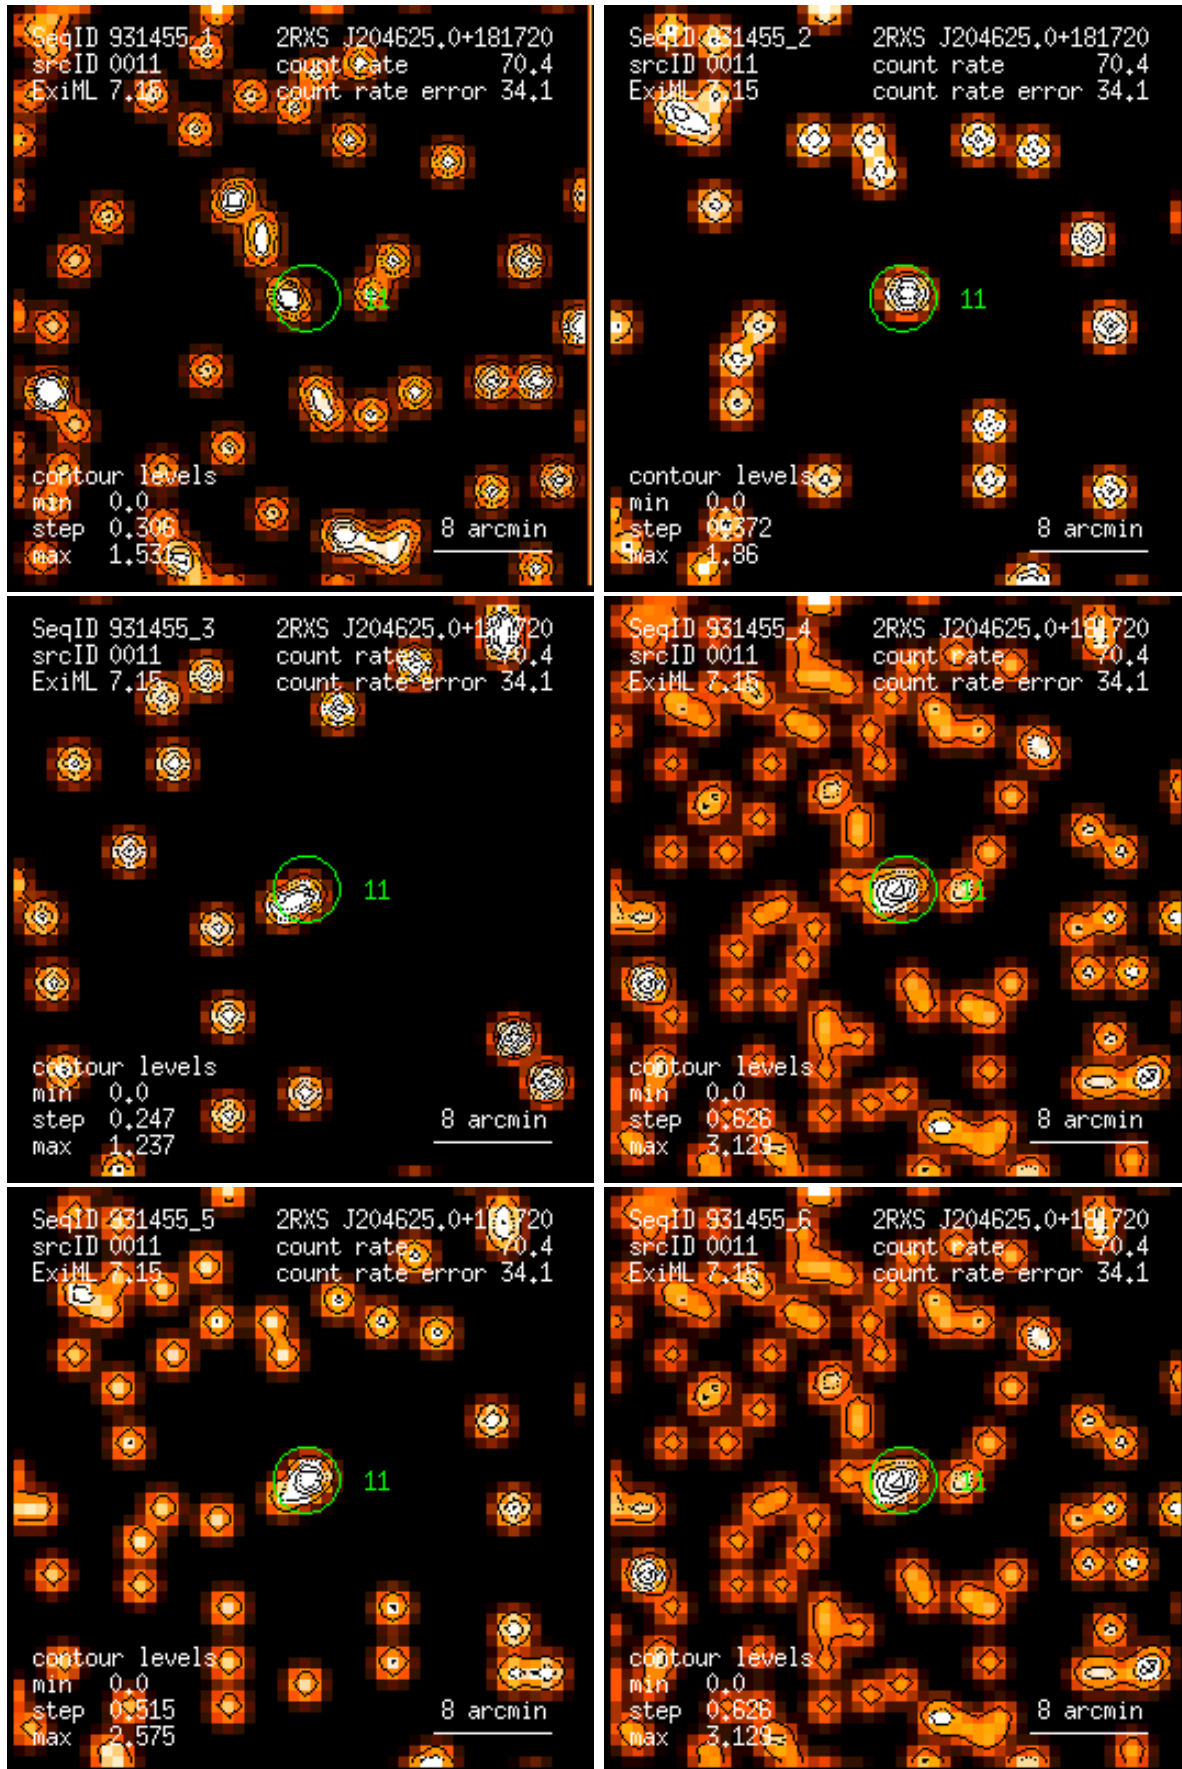 SeqID 931455_1 2RXS J204625.0+181720
srcID 0011 count rate 70.4
ExiML 7.15 count rate error 34.1
11
contour levels
min 0.0
step 0.306 8 arcmin
max 1.531
SeqID 931455_2 2RXS J204625.0+181720
srcID 0011 count rate 70.4
ExiML 7.15 count rate error 34.1
11
contour levels
min 0.0
step 0.372 8 arcmin
max 1.86
SeqID 931455_3 2RXS J204625.0+181720
srcID 0011 count rate 70.4
ExiML 7.15 count rate error 34.1
11
contour levels
min 0.0
step 0.247 8 arcmin
max 1.237
SeqID 931455_4 2RXS J204625.0+181720
srcID 0011 count rate 70.4
ExiML 7.15 count rate error 34.1
11
contour levels
min 0.0
step 0.626 8 arcmin
max 3.129
SeqID 931455_5 2RXS J204625.0+181720
srcID 0011 count rate 70.4
ExiML 7.15 count rate error 34.1
11
contour levels
min 0.0
step 0.515 8 arcmin
max 2.575
SeqID 931455_6 2RXS J204625.0+181720
srcID 0011 count rate 70.4
ExiML 7.15 count rate error 34.1
11
contour levels
min 0.0
step 0.626 8 arcmin
max 3.129